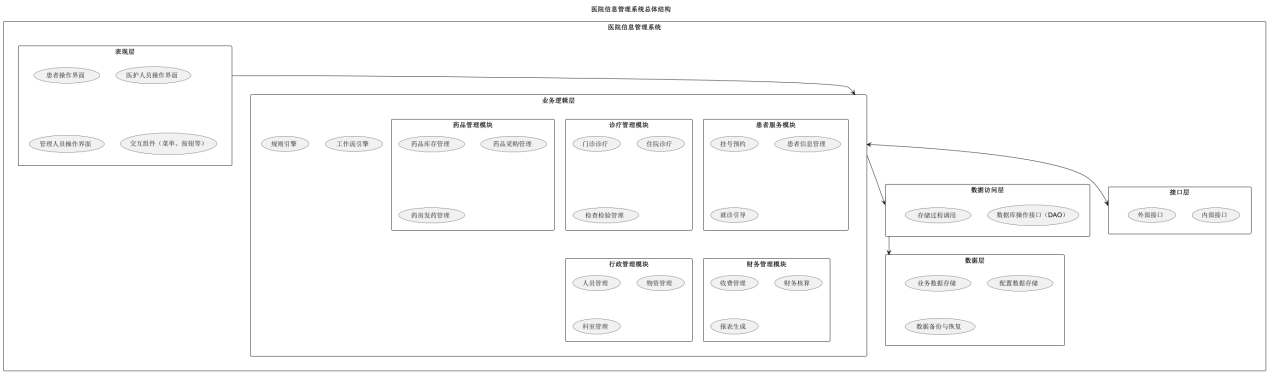 医院信息管理系统总体结构
医院信息管理系统
表现层
患者操作界面
医护人员操作界面
管理人员操作界面
交互组件（菜单、按钮等）
业务逻辑层
规则引擎
工作流引擎
药品管理模块
药品库存管理
药品采购管理
药房发药管理
诊疗管理模块
门诊诊疗
住院诊疗
检查检验管理
患者服务模块
挂号预约
患者信息管理
就诊引导
行政管理模块
人员管理
物资管理
科室管理
财务管理模块
收费管理
财务核算
报表生成
数据访问层
存储过程调用
数据库操作接口（DAO）
接口层
外部接口
内部接口
数据层
业务数据存储
配置数据存储
数据备份与恢复